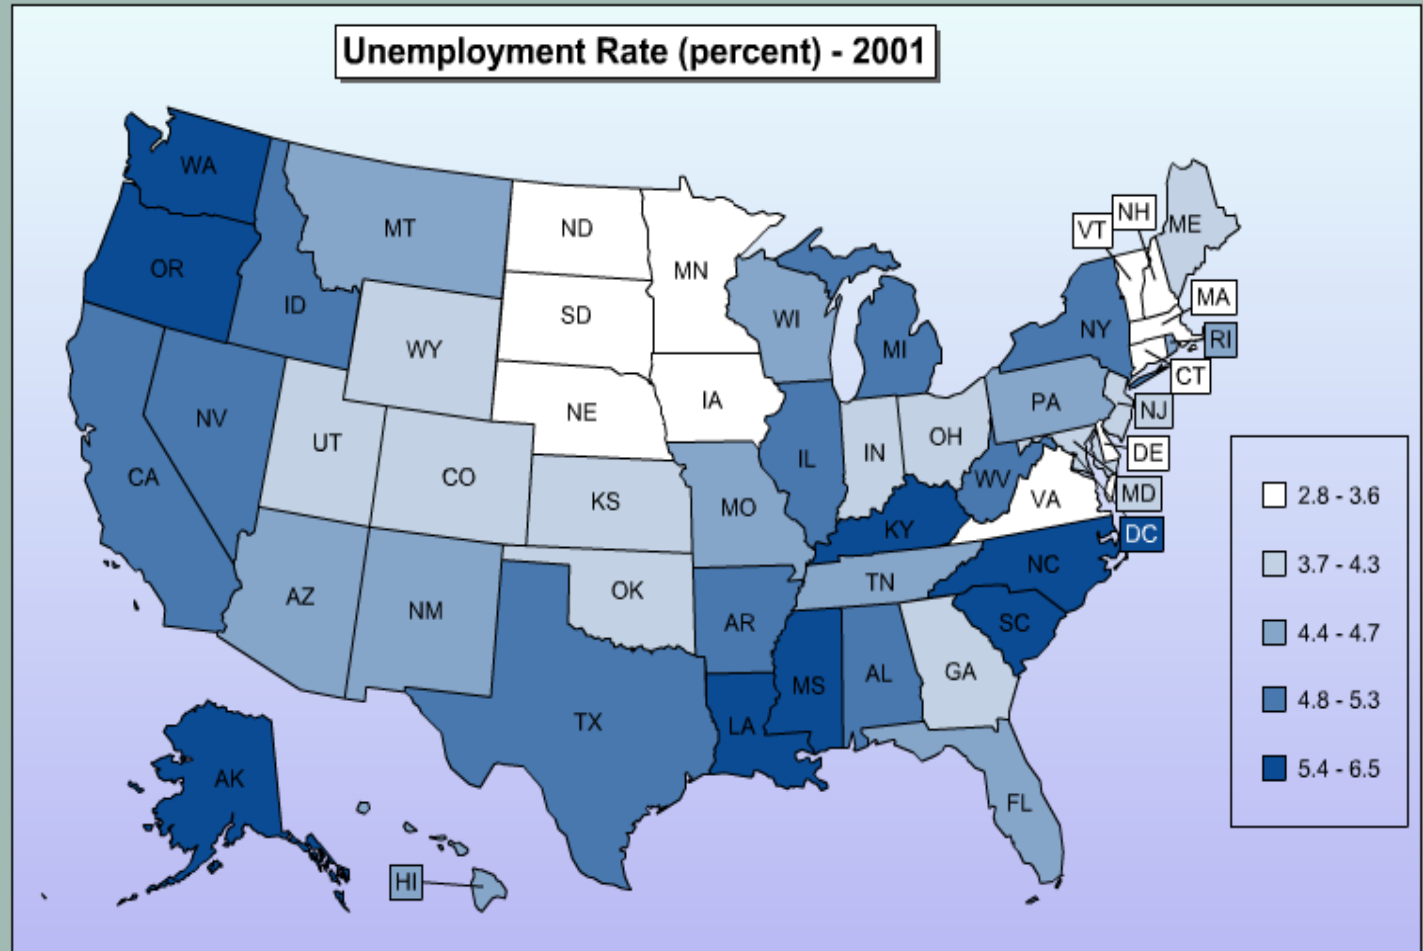 Unemployment Rate (percent) - 2001
WA
MT
ND
MN
VT
NH
ME
OR
ID
SD
WI
MI
NY
MA
RI
WY
CT
NV
UT
NE
IA
PA
NJ
CA
CO
KS
MO
IL
IN
OH
WV
VA
DE
MD
DC
KY
NC
AZ
NM
OK
AR
TN
SC
TX
LA
MS
AL
GA
FL
AK
HI
2.8 - 3.6
3.7 - 4.3
4.4 - 4.7
4.8 - 5.3
5.4 - 6.5